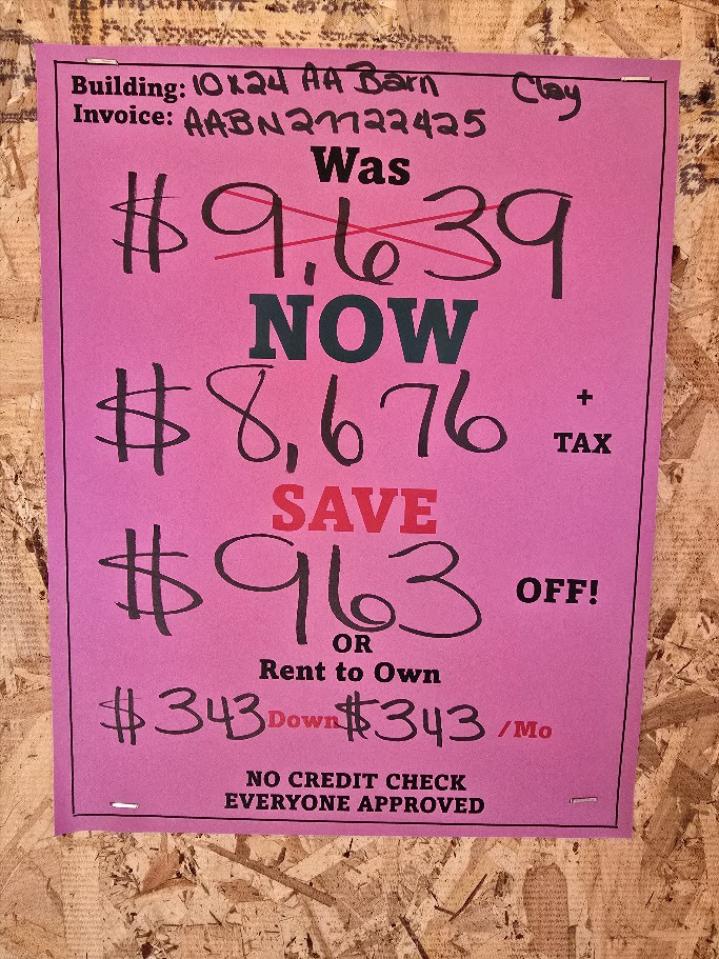 Building: 10x24 AA Barn Clay
Invoice: AABN27722425
Was
$9,639
NOW
$8,676 + TAX
SAVE
$963 OFF!
OR
Rent to Own
$343 Down $343 /Mo
NO CREDIT CHECK
EVERYONE APPROVED